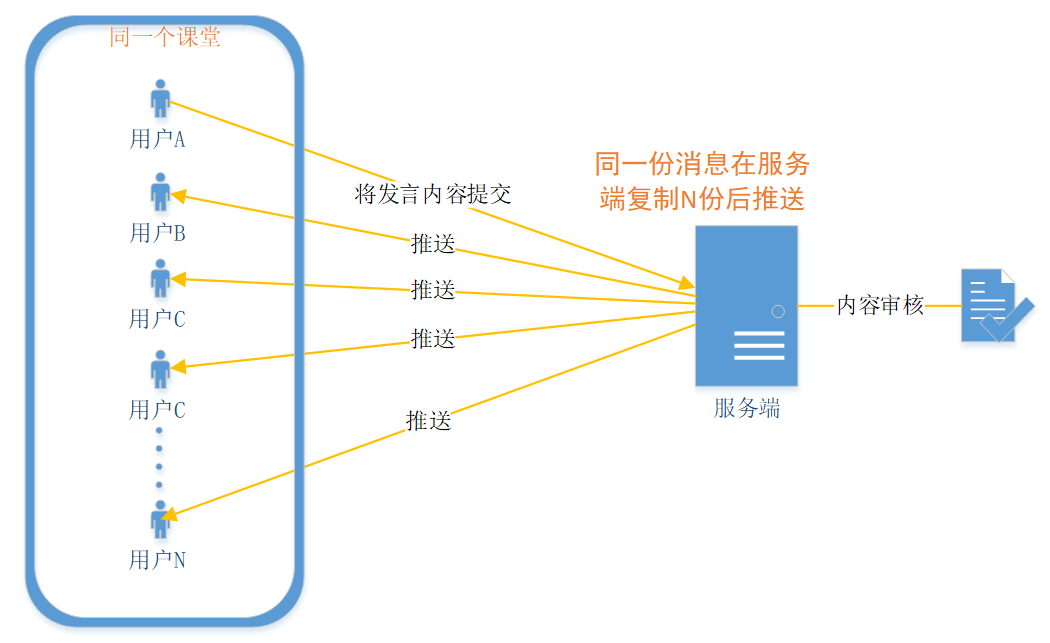 同一个课堂
用户A
将发言内容提交
用户B
推送
用户C
推送
用户C
推送
用户N
推送
同一份消息在服务
端复制N份后推送
服务端
内容审核